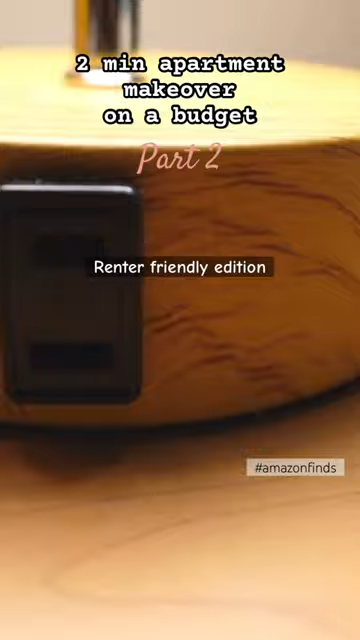 2 min apartment
makeover
on a budget
Part 2
Renter friendly edition
#amazonfinds